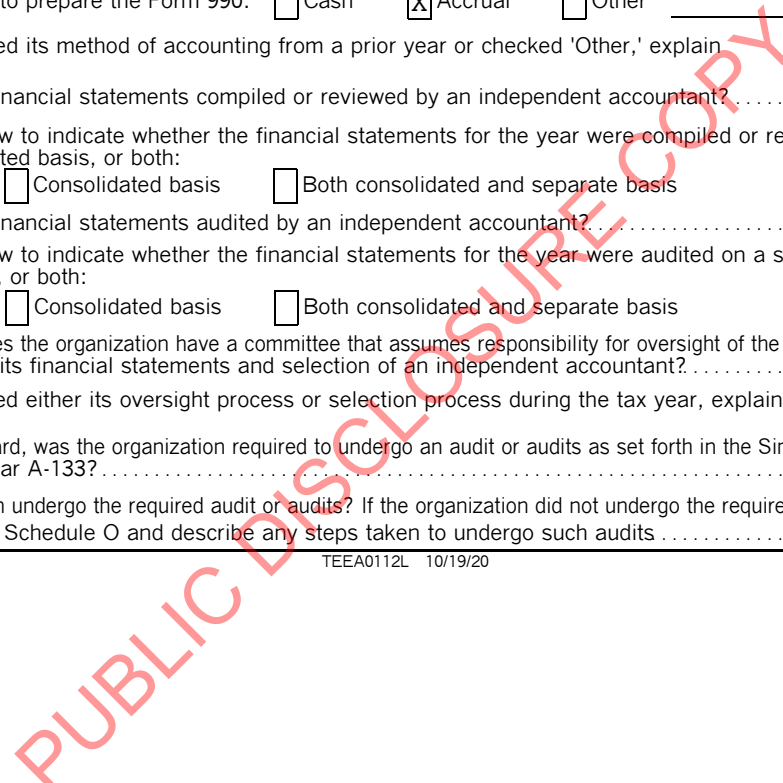 to prepare the Form 990: Cash X Accrual Other
ed its method of accounting from a prior year or checked 'Other,' explain
nancial statements compiled or reviewed by an independent accountant?
w to indicate whether the financial statements for the year were compiled or re
ted basis, or both:
Consolidated basis Both consolidated and separate basis
nancial statements audited by an independent accountant?
w to indicate whether the financial statements for the year were audited on a s
, or both:
Consolidated basis Both consolidated and separate basis
es the organization have a committee that assumes responsibility for oversight of the
its financial statements and selection of an independent accountant?
ed either its oversight process or selection process during the tax year, explain
ard, was the organization required to undergo an audit or audits as set forth in the Sin
ar A-133?
n undergo the required audit or audits? If the organization did not undergo the require
Schedule O and describe any steps taken to undergo such audits
TEEA0112L 10/19/20
PUBLIC DISCLOSURE COPY